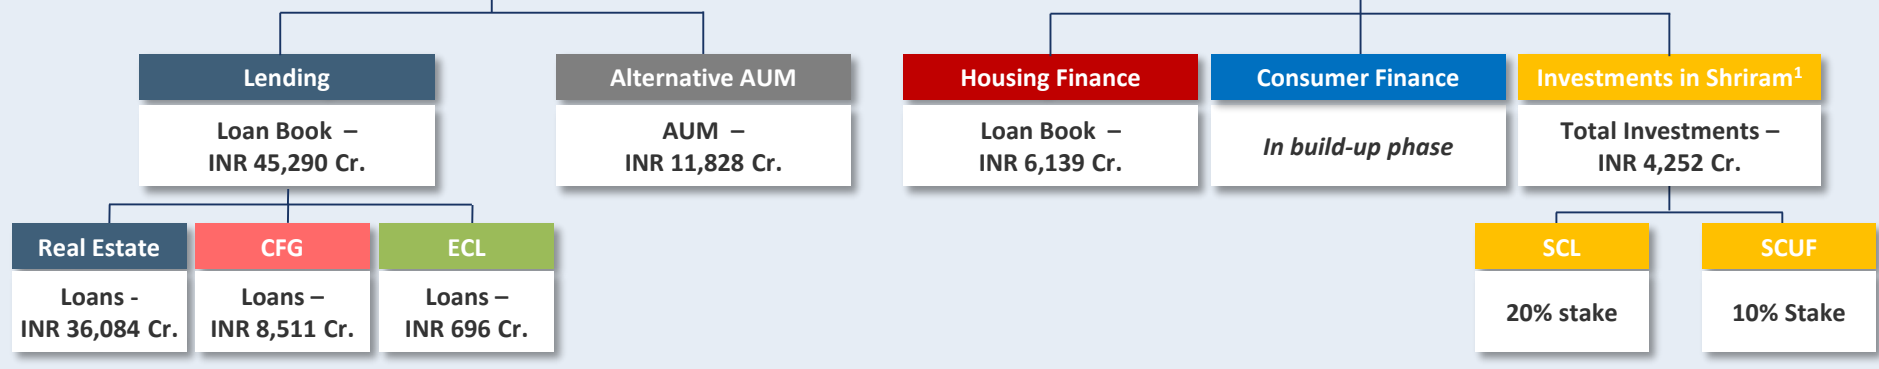 Lending
Loan Book –
INR 45,290 Cr.
Alternative AUM
AUM –
INR 11,828 Cr.
Housing Finance
Loan Book –
INR 6,139 Cr.
Consumer Finance
In build-up phase
Investments in Shriram¹
Total Investments –
INR 4,252 Cr.
Real Estate
Loans -
INR 36,084 Cr.
CFG
Loans –
INR 8,511 Cr.
ECL
Loans –
INR 696 Cr.
SCL
20% stake
SCUF
10% Stake